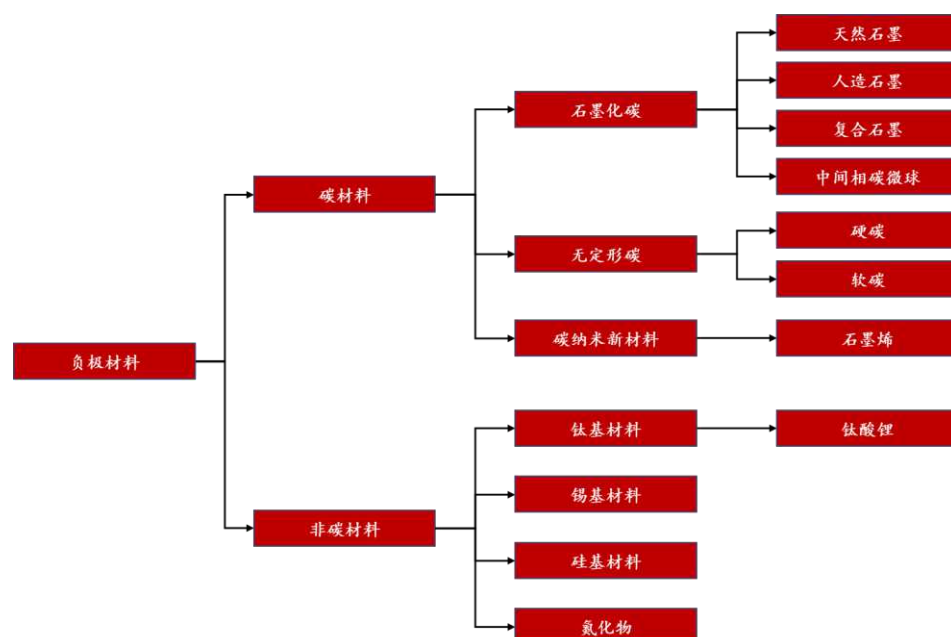 天然石墨
人造石墨
石墨化碳
复合石墨
中间相碳微球
碳材料
硬碳
无定形碳
软碳
碳纳米新材料
石墨烯
负极材料
钛基材料
钛酸锂
锡基材料
非碳材料
硅基材料
氮化物